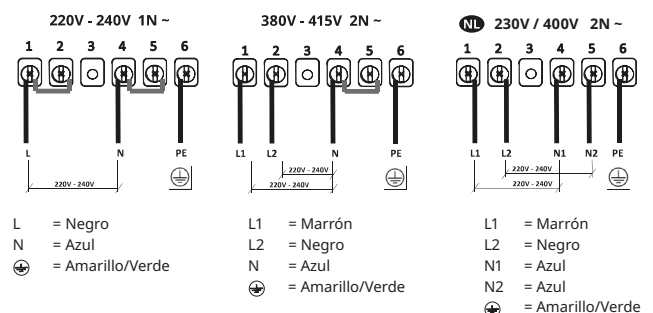 220V - 240V 1N ~
1 2 3 4 5 6
L N PE
220V - 240V
L = Negro
N = Azul
= Amarillo/Verde
380V - 415V 2N ~
1 2 3 4 5 6
L1 L2 N PE
220V - 240V
220V - 240V
L1 = Marrón
L2 = Negro
N = Azul
= Amarillo/Verde
NL 230V / 400V 2N ~
1 2 3 4 5 6
L1 L2 N1 N2 PE
220V - 240V
220V - 240V
L1 = Marrón
L2 = Negro
N1 = Azul
N2 = Azul
= Amarillo/Verde